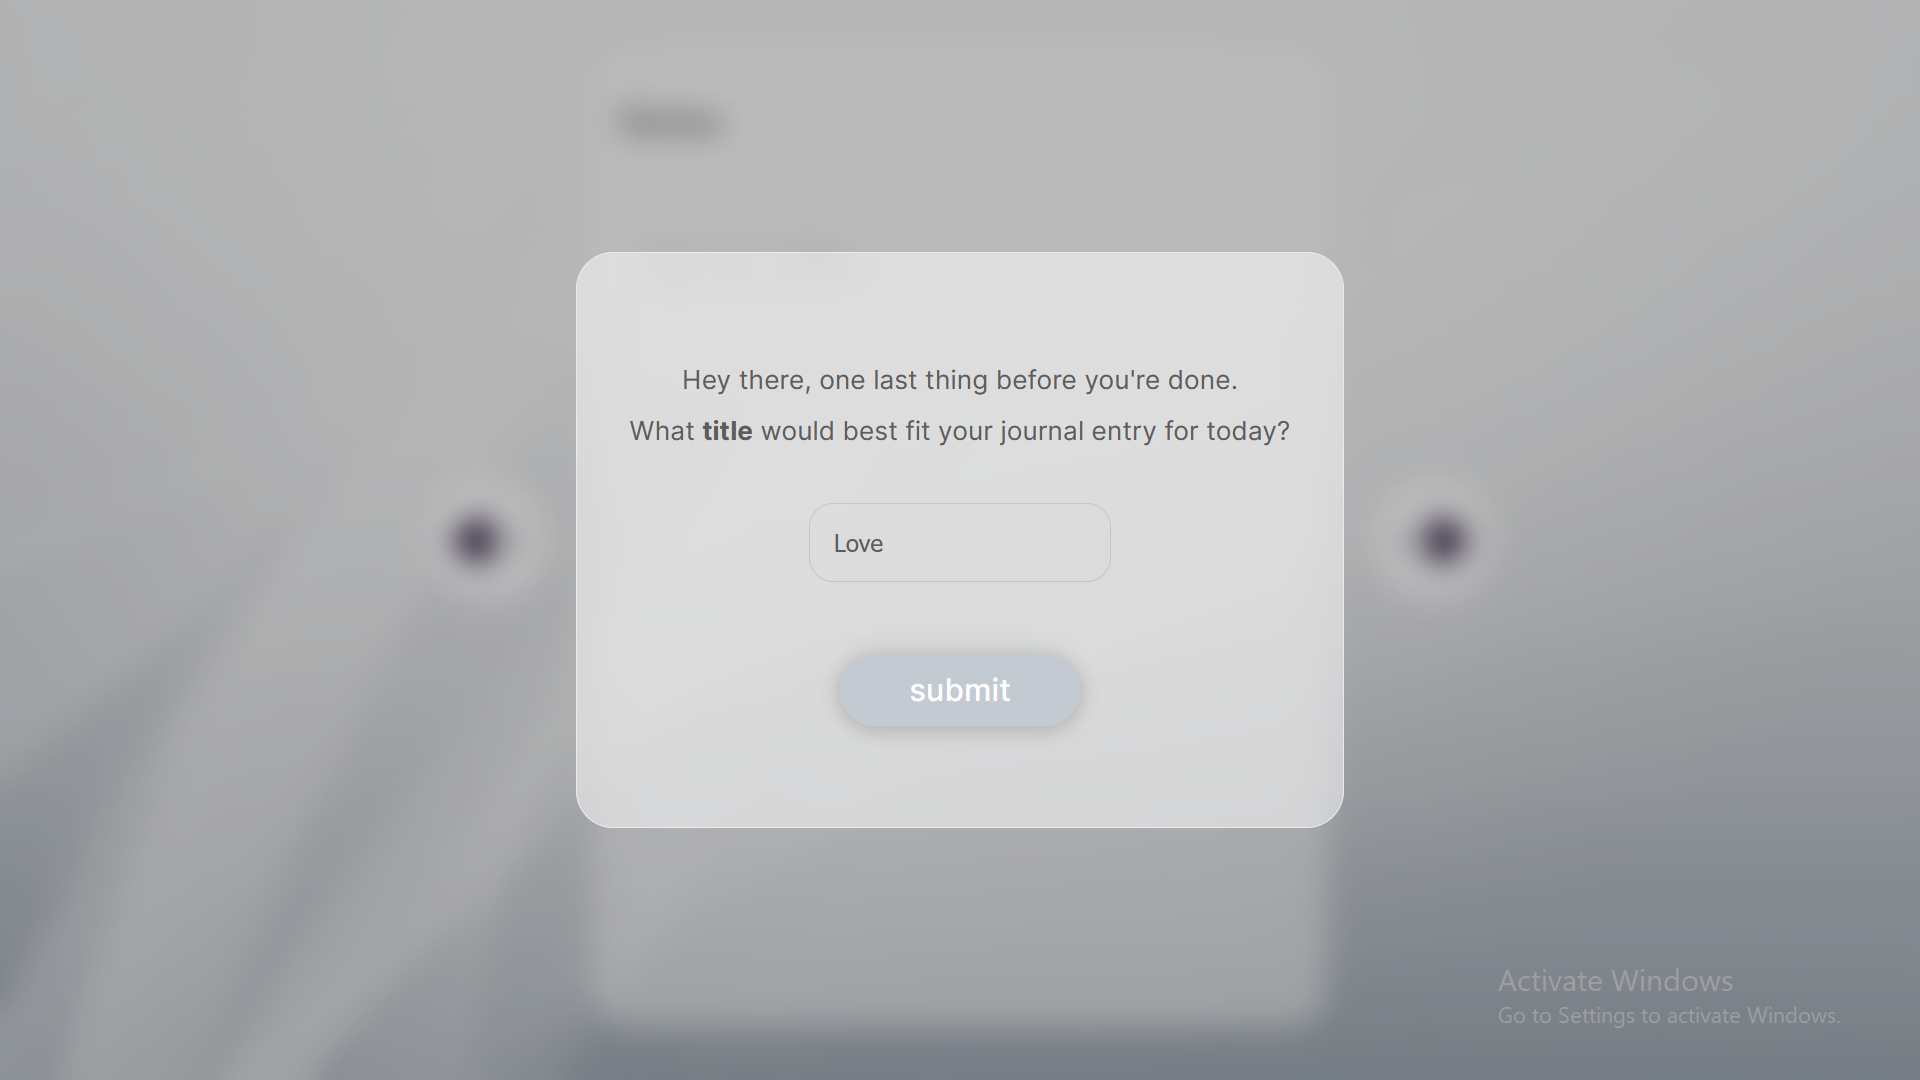 Hey there, one last thing before you're done.
What title would best fit your journal entry for today?
Love
submit
Activate Windows
Go to Settings to activate Windows.